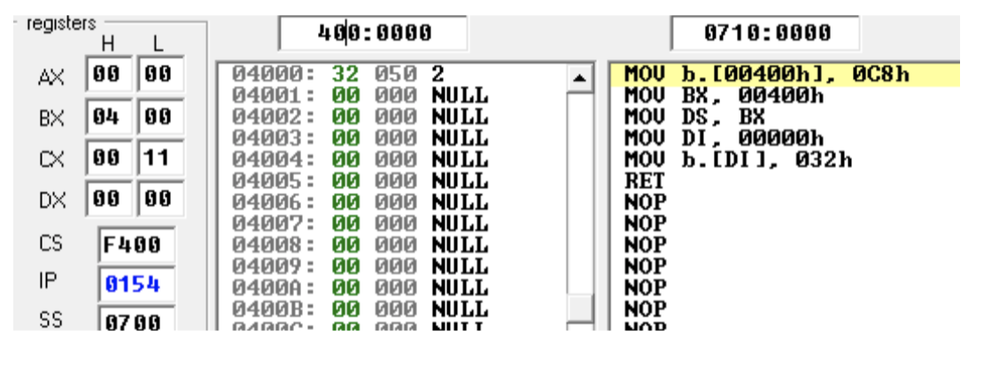 registers
H L
AX 00 00
BX 04 00
CX 00 11
DX 00 00
CS F400
IP 0154
SS 0700
400:0000
04000: 32 050 2
04001: 00 000 NULL
04002: 00 000 NULL
04003: 00 000 NULL
04004: 00 000 NULL
04005: 00 000 NULL
04006: 00 000 NULL
04007: 00 000 NULL
04008: 00 000 NULL
04009: 00 000 NULL
0400A: 00 000 NULL
0400B: 00 000 NULL
0400C: 00 000 NULL
0710:0000
MOV b.[00400h], 0C8h
MOV BX, 00400h
MOV DS, BX
MOV DI, 00000h
MOV b.[DI], 032h
RET
NOP
NOP
NOP
NOP
NOP
NOP
NOP